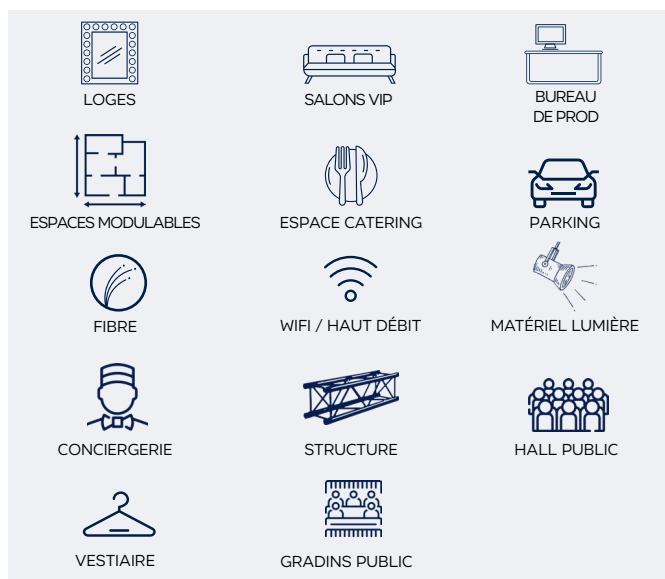 LOGES
SALONS VIP
BUREAU
DE PROD
ESPACES MODULABLES
ESPACE CATERING
PARKING
FIBRE
WIFI / HAUT DÉBIT
MATÉRIEL LUMIÈRE
CONCIERGERIE
STRUCTURE
HALL PUBLIC
VESTIAIRE
GRADINS PUBLIC